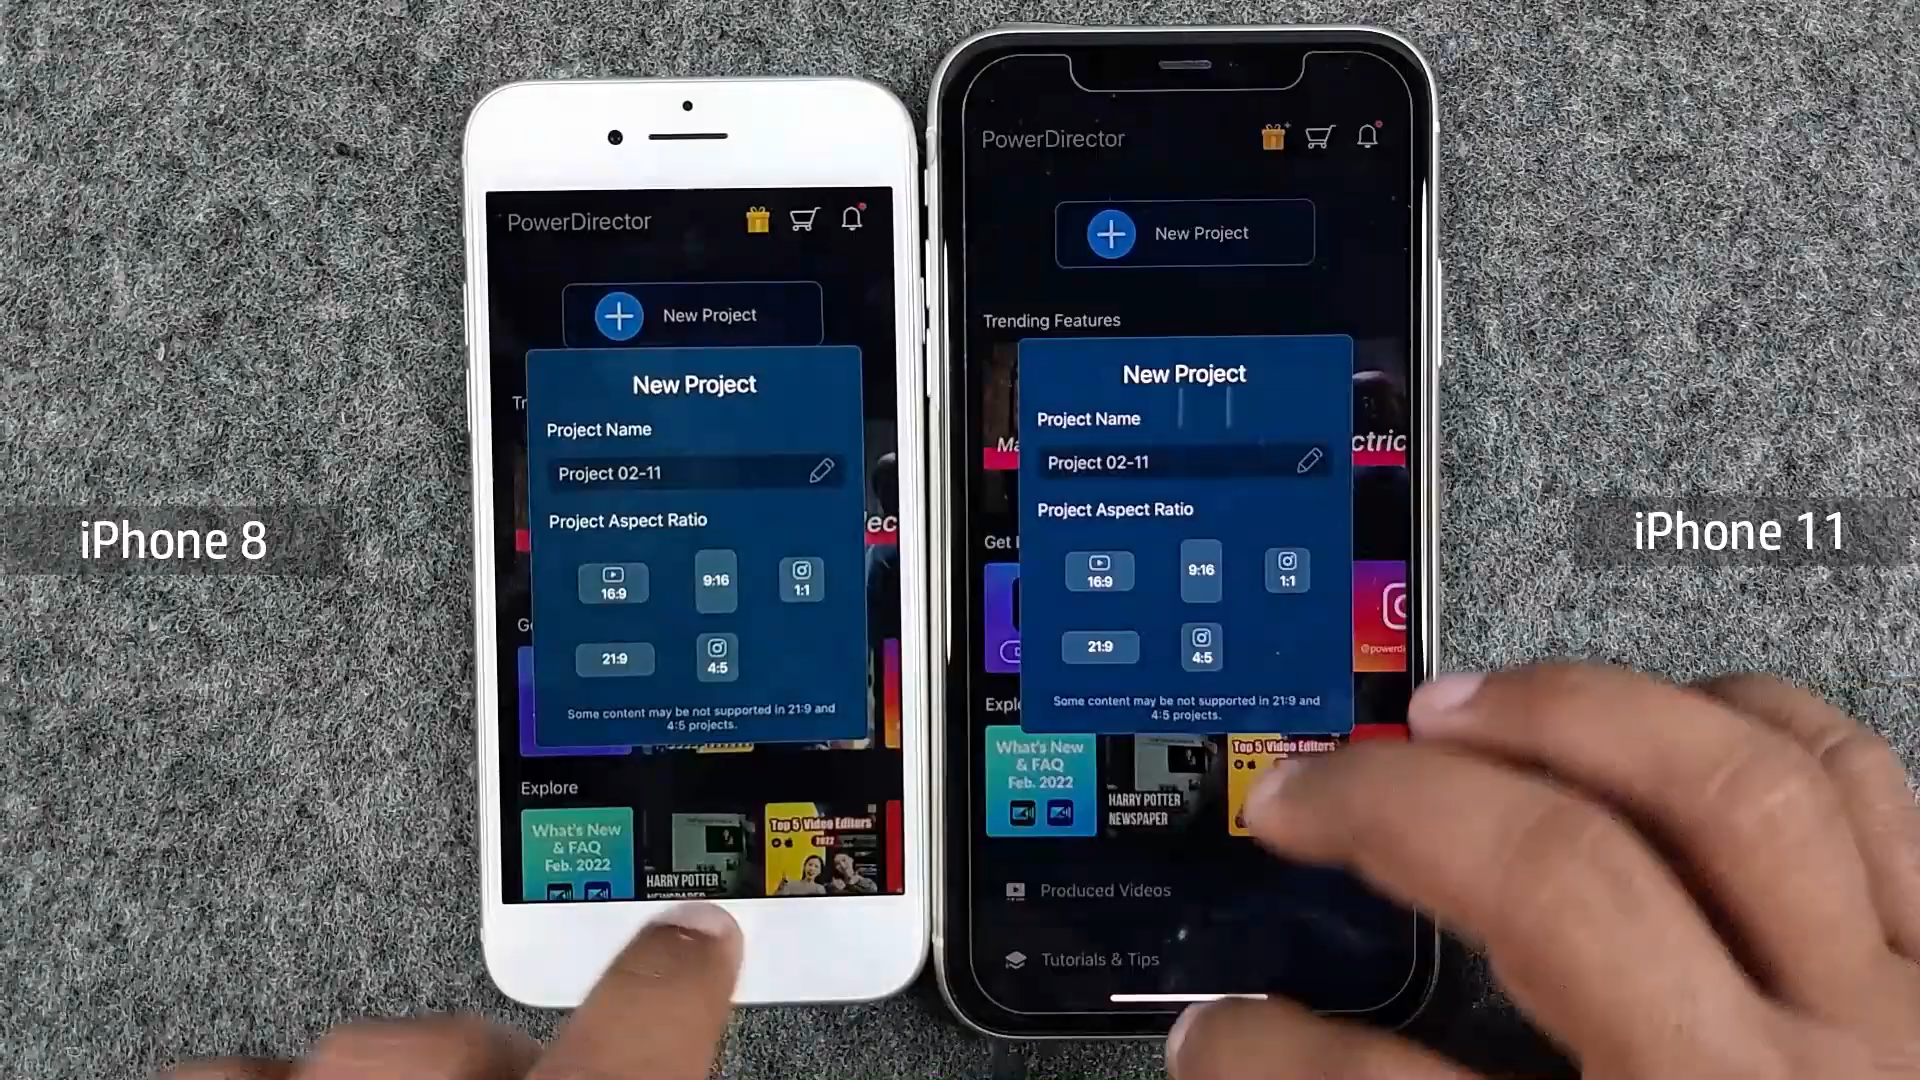 iPhone 8
PowerDirector
New Project
New Project
Project Name
Project 02-11
Project Aspect Ratio
16:9
9:16
1:1
21:9
4:5
Some content may be not supported in 21:9 and
4:5 projects.
Explore
What's New
& FAQ
Feb. 2022
HARRY POTTER
NEWSPAPER
Top 5 Video Editors
2022
PowerDirector
New Project
Trending Features
New Project
Project Name
Project 02-11
Project Aspect Ratio
16:9
9:16
1:1
21:9
4:5
Some content may be not supported in 21:9 and
4:5 projects.
What's New
& FAQ
Feb. 2022
HARRY POTTER
NEWSPAPER
Top 5 Video Editors
Produced Videos
Tutorials & Tips
iPhone 11